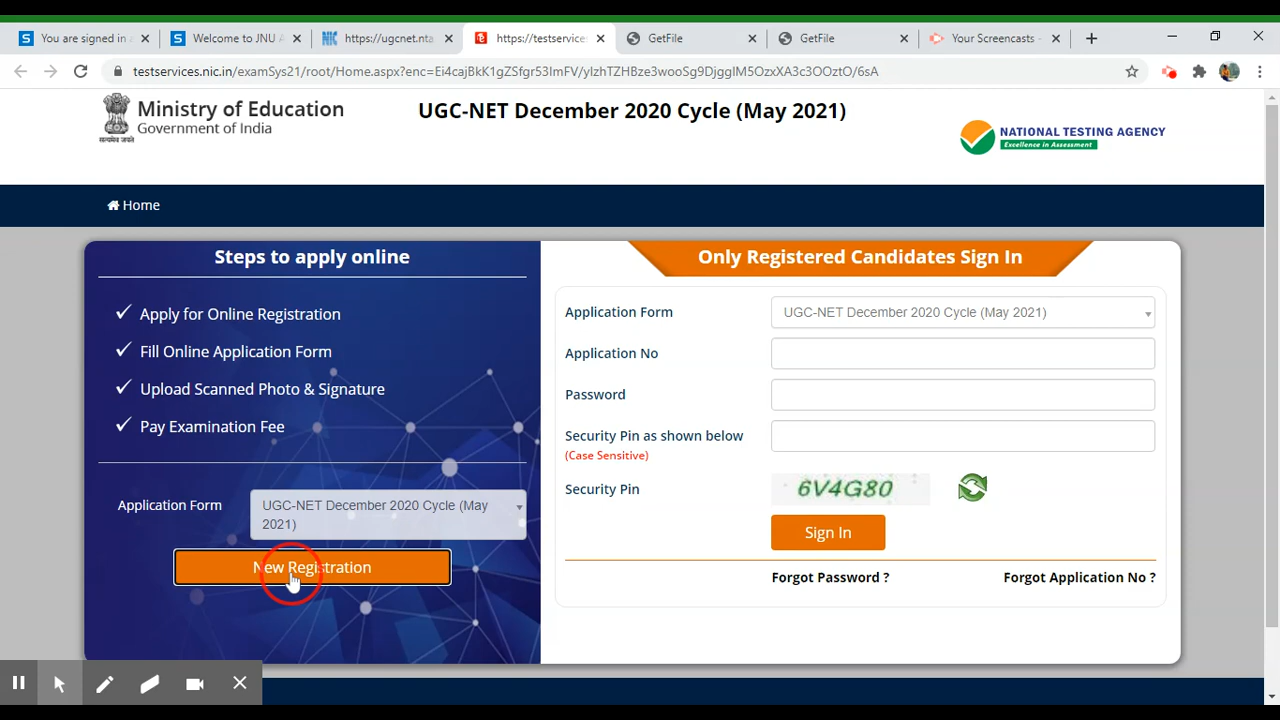 You are signed in a
Welcome to JNU A
https://ugcnet.nta
https://testservice
GetFile
GetFile
Your Screencasts -
testservices.nic.in/examSys21/root/Home.aspx?enc=Ei4cajBkK1gZSfgr53ImFV/yIzhTZHBze3wooSg9DjggIM5OzxXA3c3OOztO/6sA
Ministry of Education
Government of India
सत्यमेव जयते
UGC-NET December 2020 Cycle (May 2021)
NATIONAL TESTING AGENCY
Excellence in Assessment
Home
Steps to apply online
Apply for Online Registration
Fill Online Application Form
Upload Scanned Photo & Signature
Pay Examination Fee
Application Form
UGC-NET December 2020 Cycle (May
2021)
New Registration
Only Registered Candidates Sign In
Application Form
UGC-NET December 2020 Cycle (May 2021)
Application No
Password
Security Pin as shown below
(Case Sensitive)
Security Pin
6V4G80
Sign In
Forgot Password ?
Forgot Application No ?